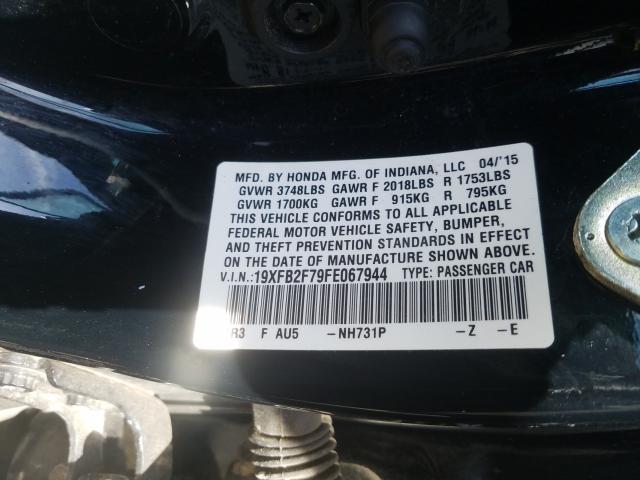 MFD. BY HONDA MFG. OF INDIANA, LLC 04/'15
GVWR 3748LBS GAWR F 2018LBS R 1753LBS
GVWR 1700KG GAWR F 915KG R 795KG
THIS VEHICLE CONFORMS TO ALL APPLICABLE
FEDERAL MOTOR VEHICLE SAFETY, BUMPER,
AND THEFT PREVENTION STANDARDS IN EFFECT
ON THE DATE OF MANUFACTURE SHOWN ABOVE.
V.I.N.:19XFB2F79FE067944 TYPE: PASSENGER CAR
R3 F AU5 -NH731P -Z -E